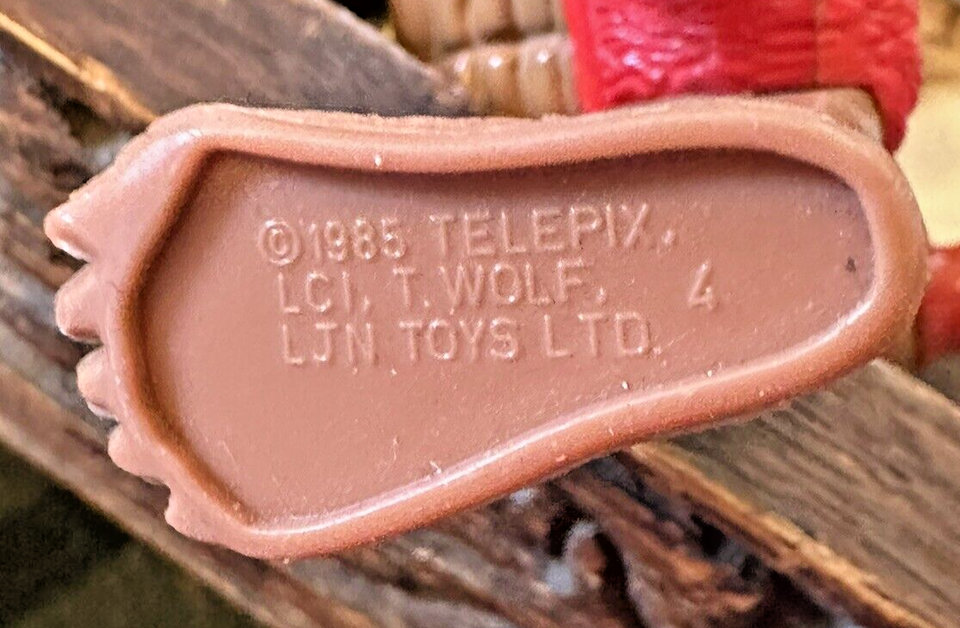 ©1985 TELEPIX,
LCI, T. WOLF, 4
LJN TOYS LTD.